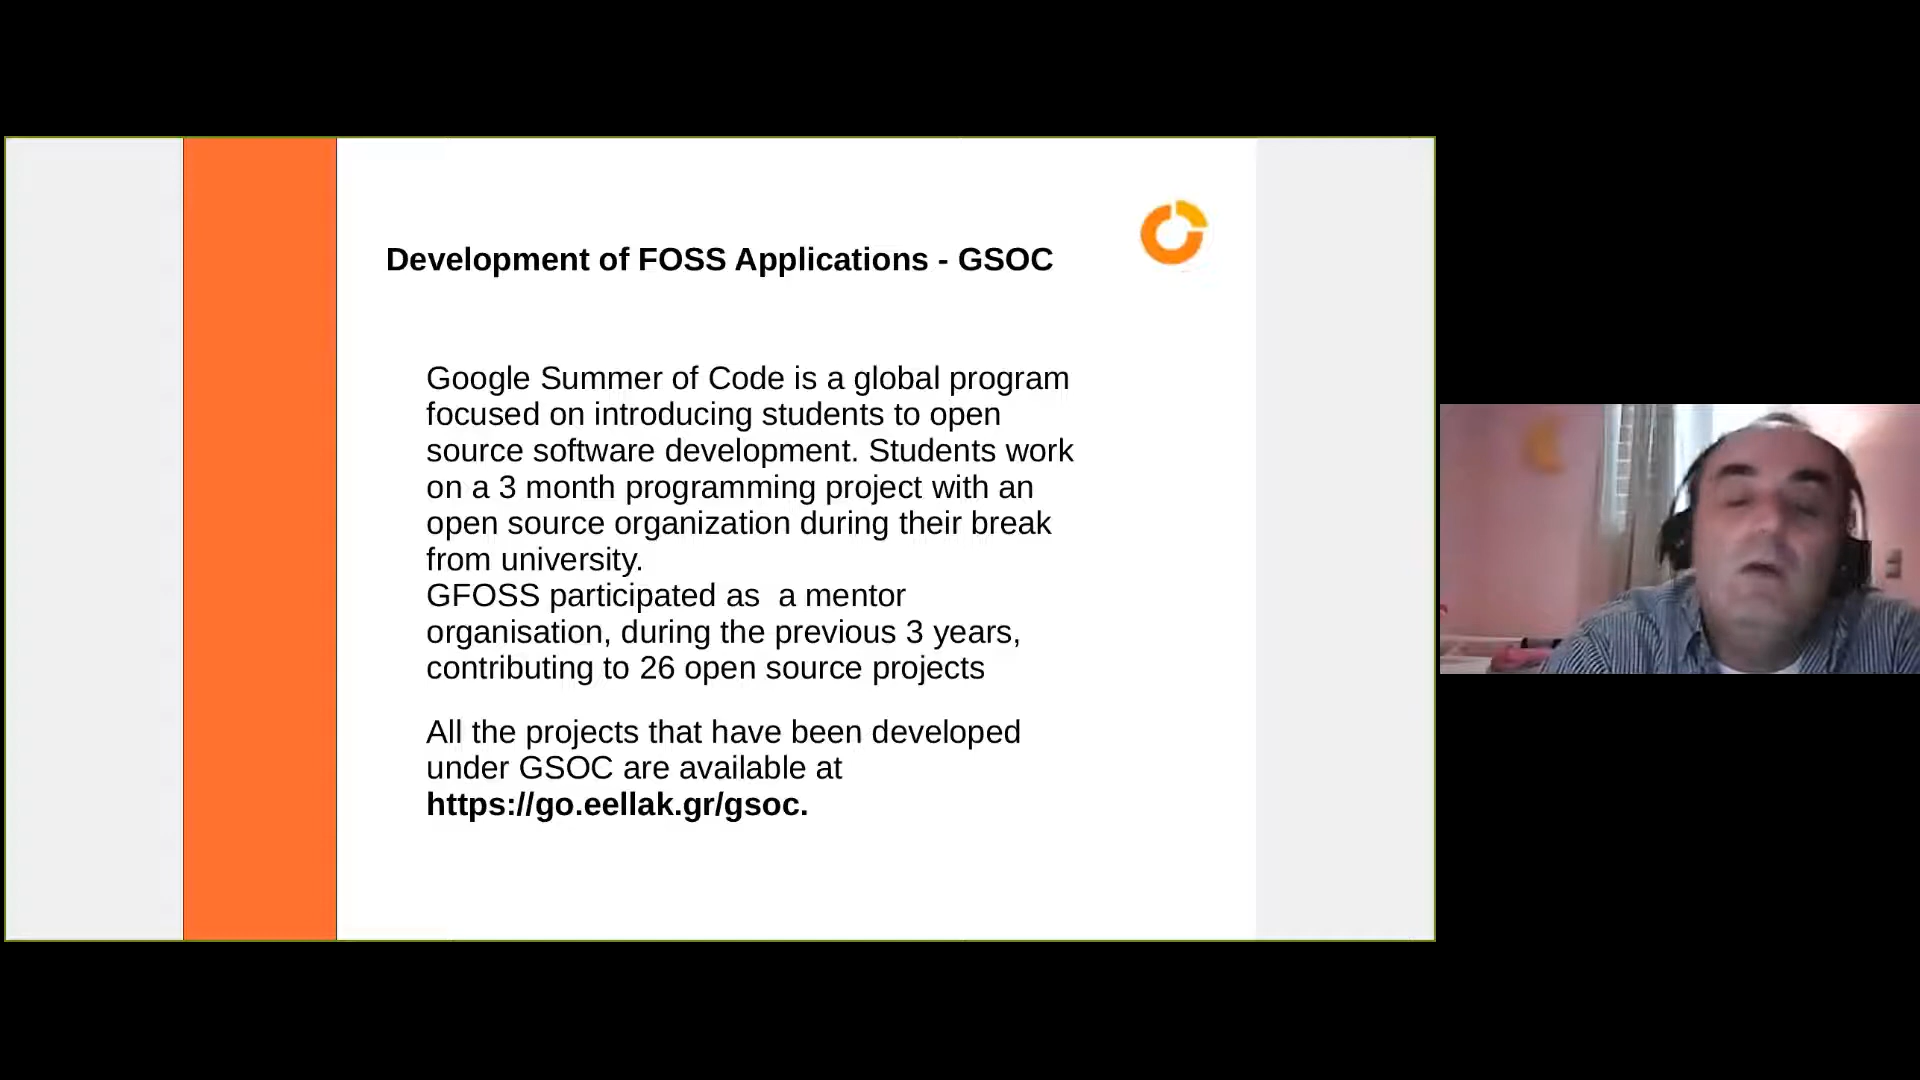 Development of FOSS Applications - GSOC
Google Summer of Code is a global program
focused on introducing students to open
source software development. Students work
on a 3 month programming project with an
open source organization during their break
from university.
GFOSS participated as  a mentor
organisation, during the previous 3 years,
contributing to 26 open source projects
All the projects that have been developed
under GSOC are available at
https://go.eellak.gr/gsoc.